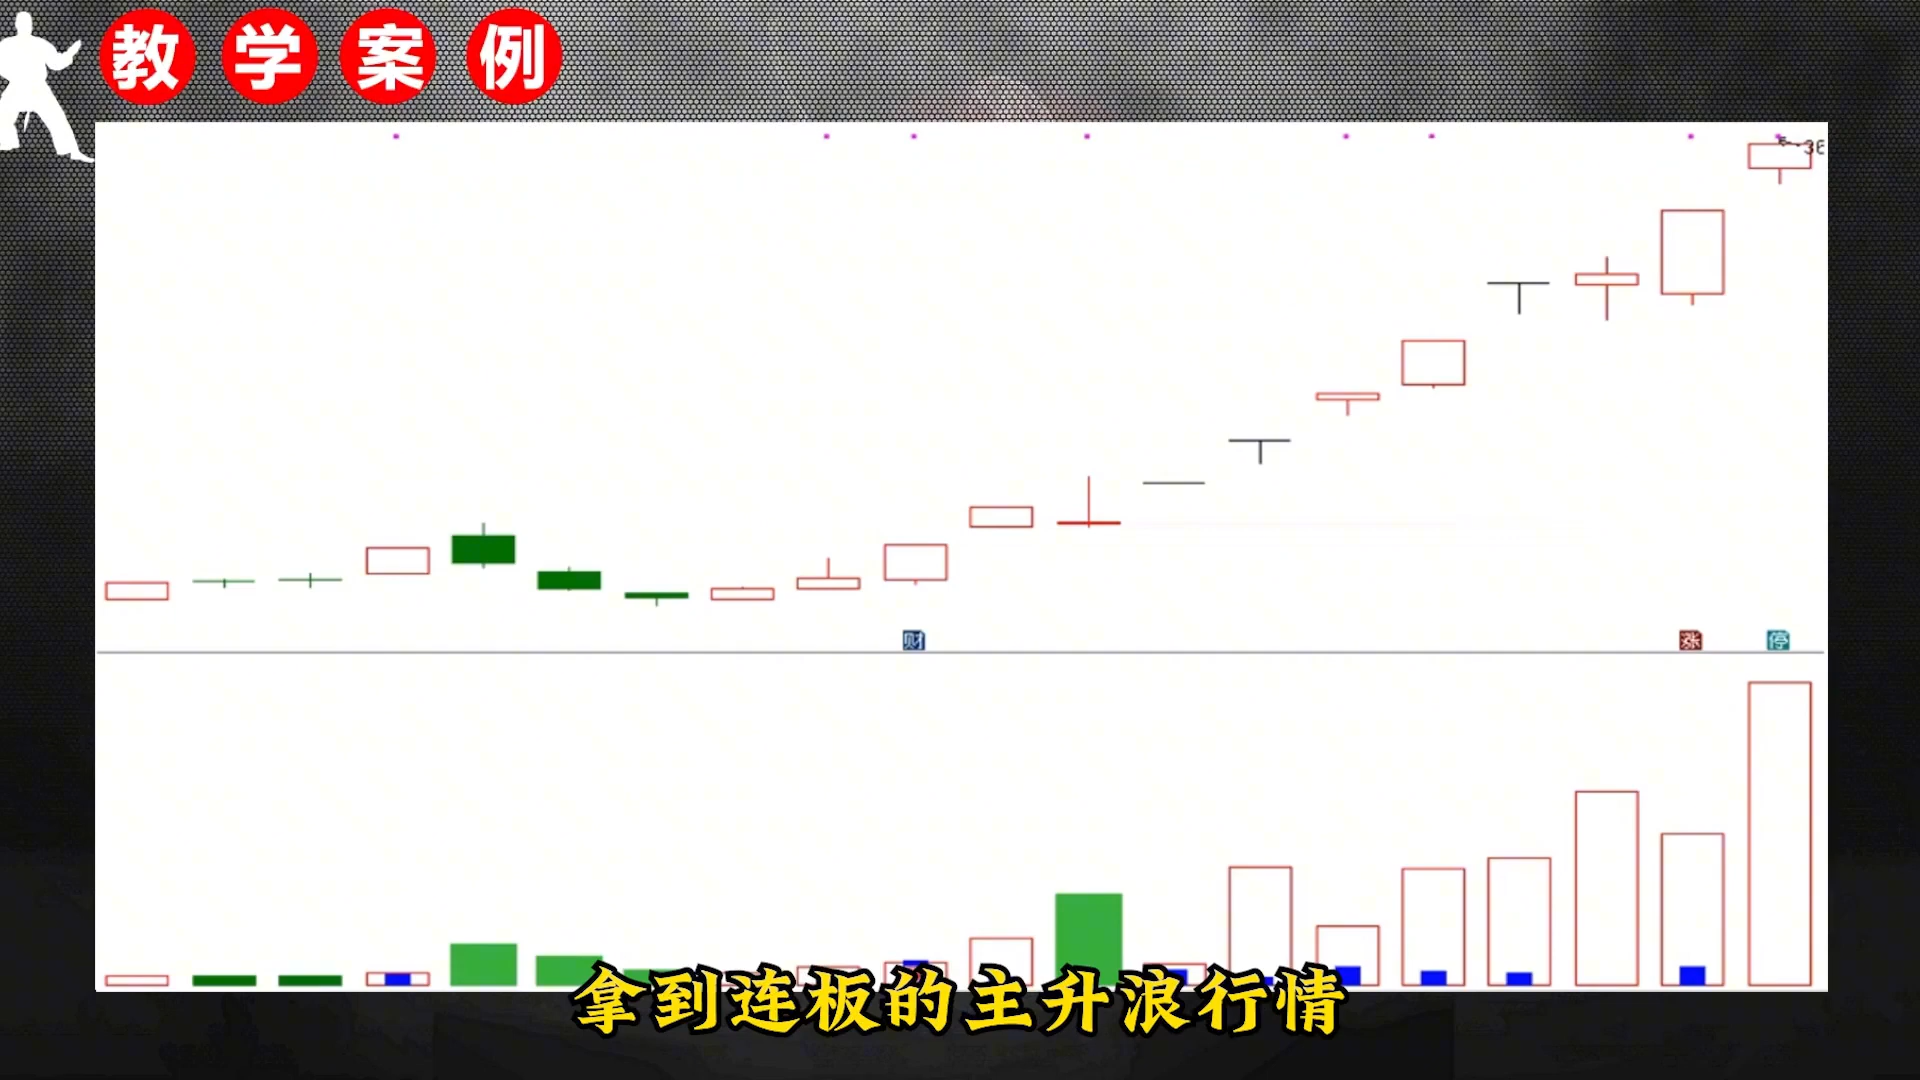 教学案例
财
涨
停
拿到连板的主升浪行情